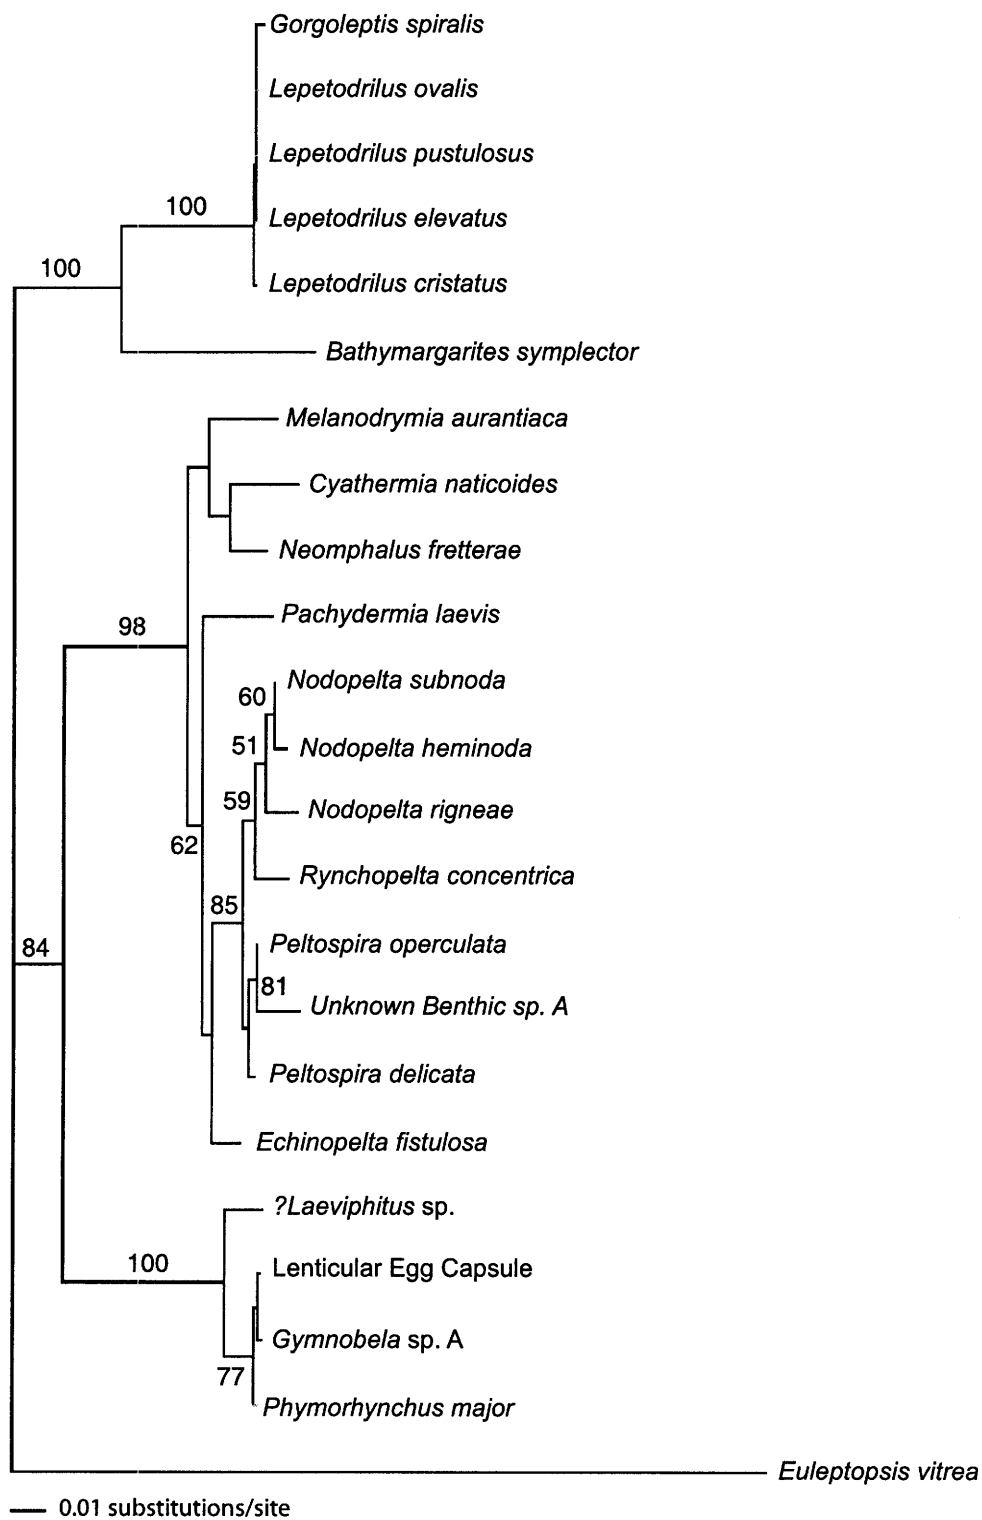 Gorgoleptis spiralis
Lepetodrilus ovalis
Lepetodrilus pustulosus
100
Lepetodrilus elevatus
100
Lepetodrilus cristatus
Bathymargarites symplector
Melanodrymia aurantiaca
Cyathermia naticoides
Neomphalus fretterae
Pachydermia laevis
98
Nodopelta subnoda
60
Nodopelta heminoda
51
59
Nodopelta rigneae
62
Rynchopelta concentrica
85
Peltospira operculata
84
81
Unknown Benthic sp. A
Peltospira delicata
Echinopelta fistulosa
?Laeviphitus sp.
100
Lenticular Egg Capsule
Gymnobela sp. A
77
Phymorhynchus major
Euleptopsis vitrea
0.01 substitutions/site